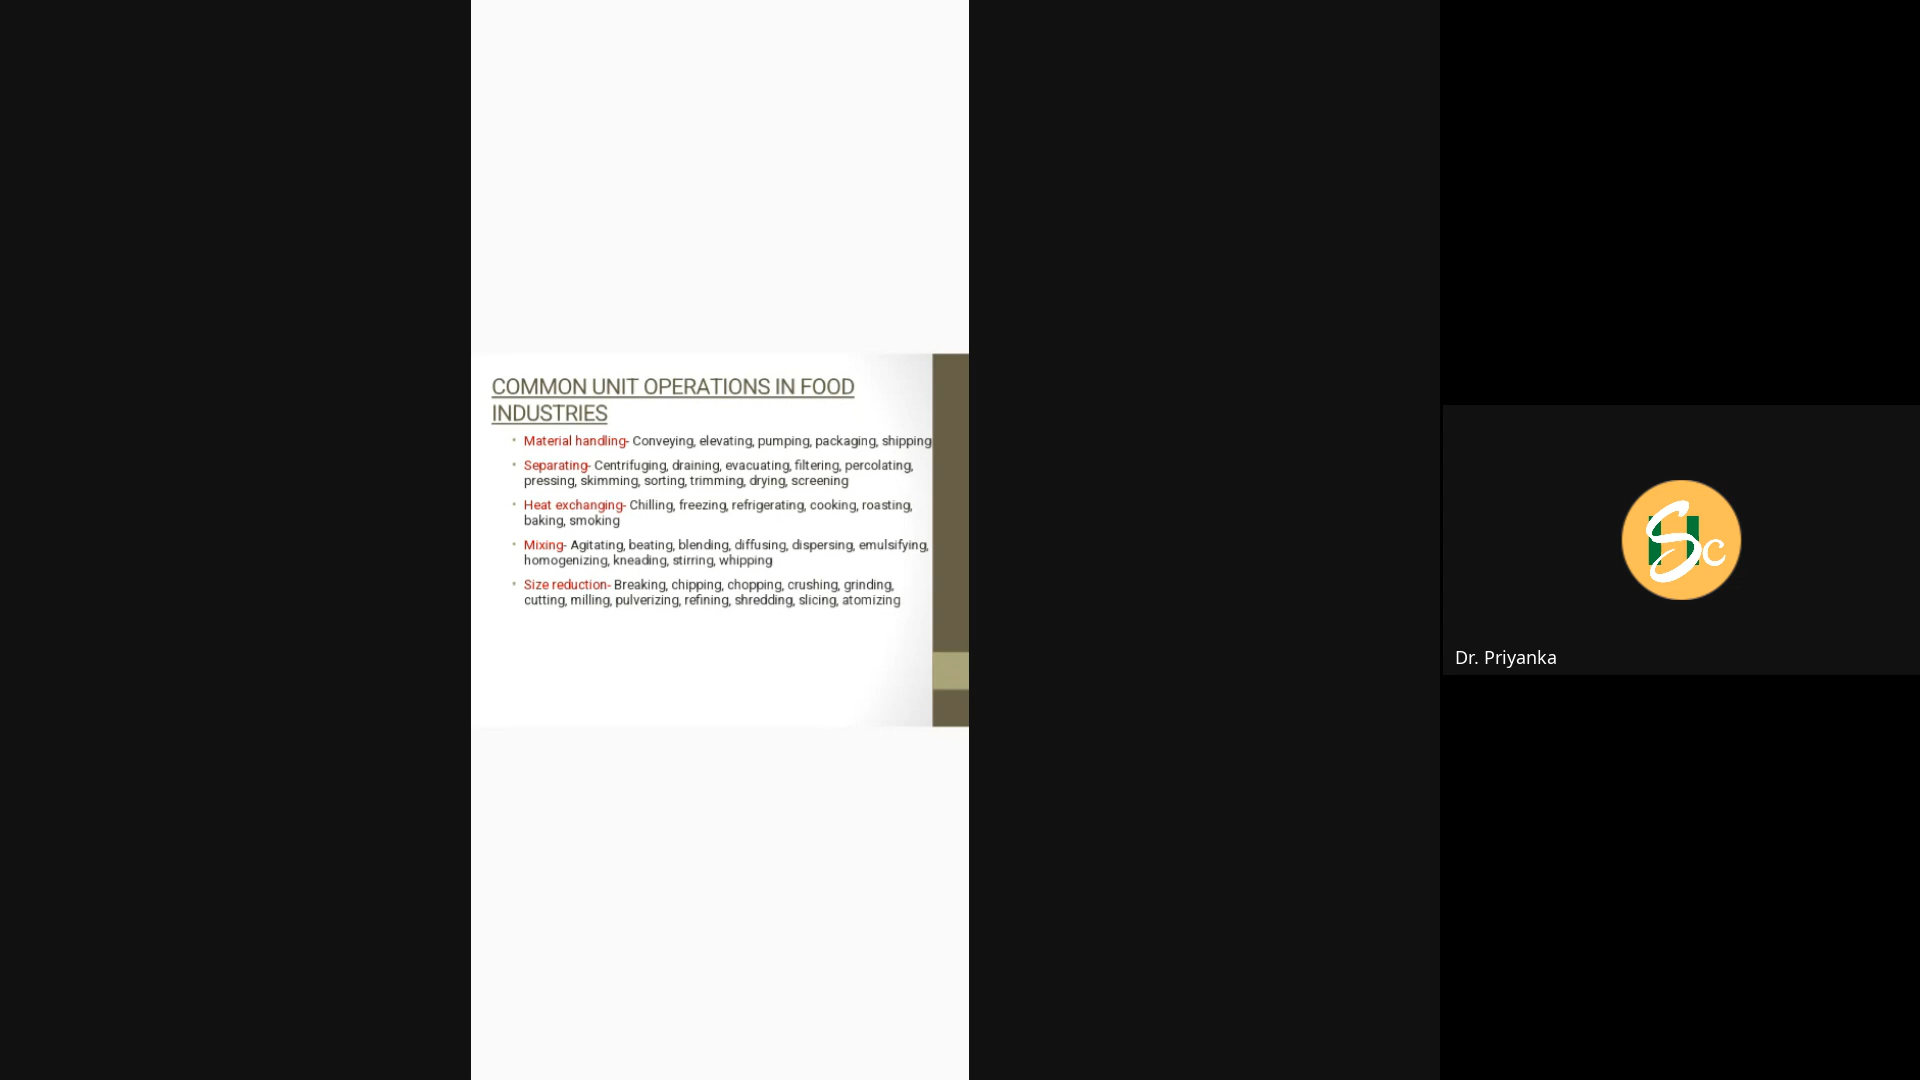 COMMON UNIT OPERATIONS IN FOOD
INDUSTRIES
• Material handling- Conveying, elevating, pumping, packaging, shipping
• Separating- Centrifuging, draining, evacuating, filtering, percolating,
pressing, skimming, sorting, trimming, drying, screening
• Heat exchanging- Chilling, freezing, refrigerating, cooking, roasting,
baking, smoking
• Mixing- Agitating, beating, blending, diffusing, dispersing, emulsifying,
homogenizing, kneading, stirring, whipping
• Size reduction- Breaking, chipping, chopping, crushing, grinding,
cutting, milling, pulverizing, refining, shredding, slicing, atomizing
HSc
Dr. Priyanka